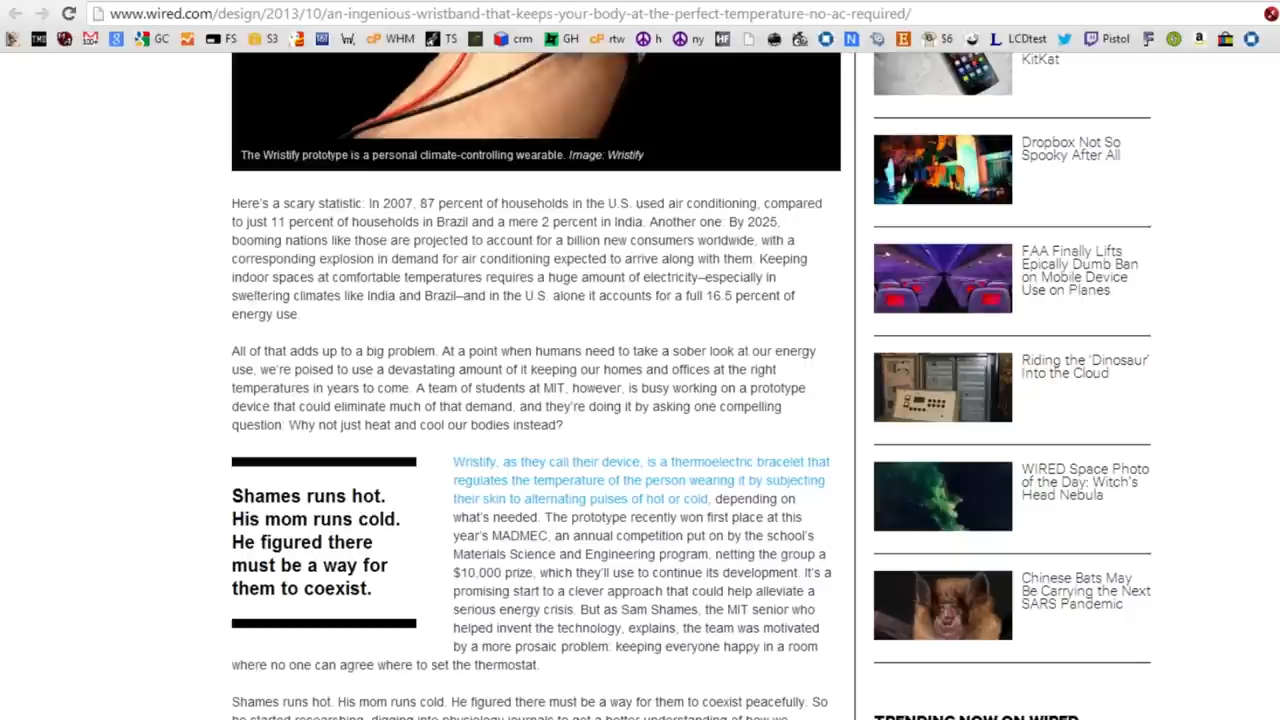 www.wired.com/design/2013/10/an-ingenious-wristband-that-keeps-your-body-at-the-perfect-temperature-no-ac-required/
GC FS S3 WHM TS crm GH rtw h ny HF S6 LCDtest Pistol
The Wristify prototype is a personal climate-controlling wearable. Image: Wristify
Here's a scary statistic: In 2007, 87 percent of households in the U.S. used air conditioning, compared
to just 11 percent of households in Brazil and a mere 2 percent in India. Another one: By 2025,
booming nations like those are projected to account for a billion new consumers worldwide, with a
corresponding explosion in demand for air conditioning expected to arrive along with them. Keeping
indoor spaces at comfortable temperatures requires a huge amount of electricity–especially in
sweltering climates like India and Brazil–and in the U.S. alone it accounts for a full 16.5 percent of
energy use.
All of that adds up to a big problem. At a point when humans need to take a sober look at our energy
use, we're poised to use a devastating amount of it keeping our homes and offices at the right
temperatures in years to come. A team of students at MIT, however, is busy working on a prototype
device that could eliminate much of that demand, and they're doing it by asking one compelling
question: Why not just heat and cool our bodies instead?
Shames runs hot.
His mom runs cold.
He figured there
must be a way for
them to coexist.
Wristify, as they call their device, is a thermoelectric bracelet that
regulates the temperature of the person wearing it by subjecting
their skin to alternating pulses of hot or cold, depending on
what's needed. The prototype recently won first place at this
year's MADMEC, an annual competition put on by the school's
Materials Science and Engineering program, netting the group a
$10,000 prize, which they'll use to continue its development. It's a
promising start to a clever approach that could help alleviate a
serious energy crisis. But as Sam Shames, the MIT senior who
helped invent the technology, explains, the team was motivated
by a more prosaic problem: keeping everyone happy in a room
where no one can agree where to set the thermostat.
Shames runs hot. His mom runs cold. He figured there must be a way for them to coexist peacefully. So
he started researching, digging into physiology journals to get a better understanding of how we
KitKat
Dropbox Not So
Spooky After All
FAA Finally Lifts
Epically Dumb Ban
on Mobile Device
Use on Planes
Riding the 'Dinosaur'
Into the Cloud
WIRED Space Photo
of the Day: Witch's
Head Nebula
Chinese Bats May
Be Carrying the Next
SARS Pandemic
TRENDING NOW ON WIRED